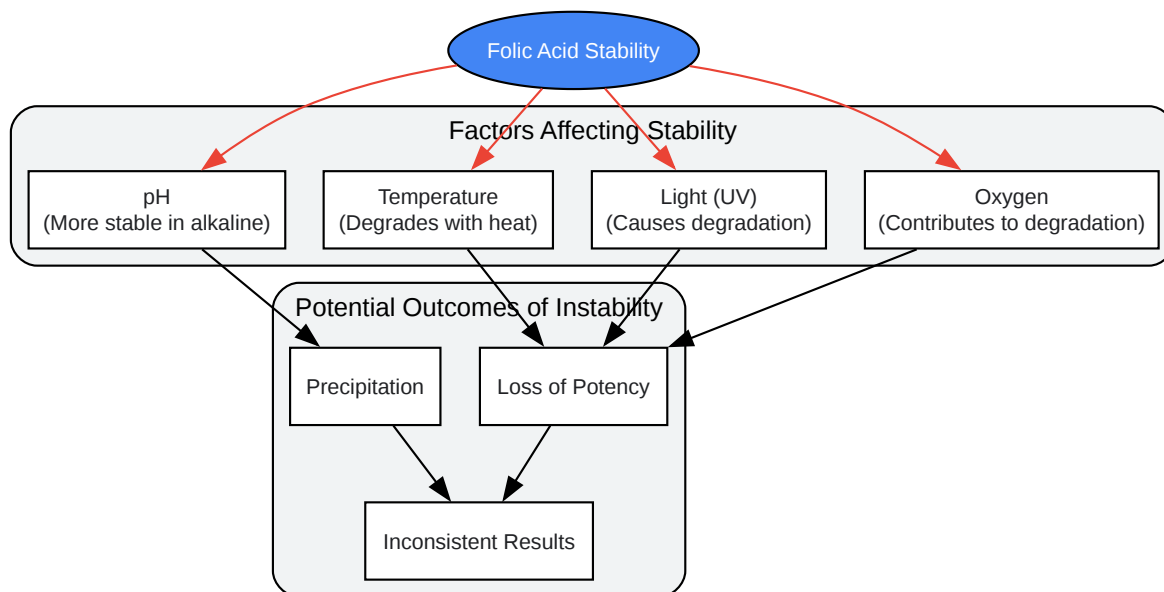 Folic Acid Stability
Factors Affecting Stability
pH
(More stable in alkaline)
Temperature
(Degrades with heat)
Light (UV)
(Causes degradation)
Oxygen
(Contributes to degradation)
Potential Outcomes of Instability
Precipitation
Loss of Potency
Inconsistent Results